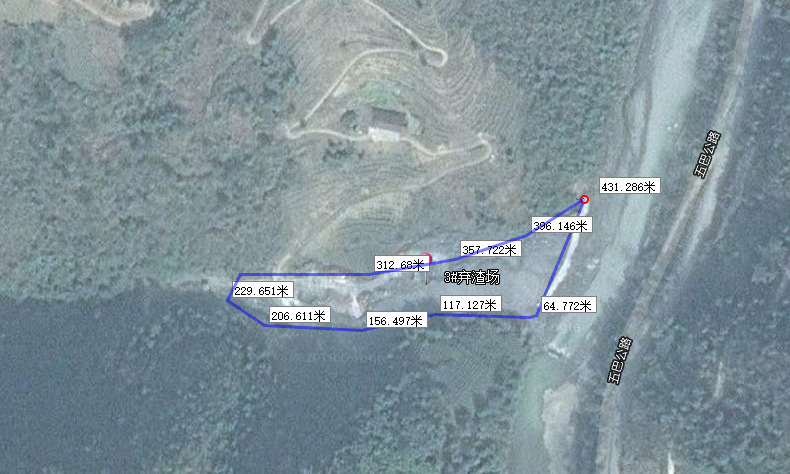 五巴公路
431.286米
396.146米
357.722米
312.68米
3#弃渣场
229.651米
117.127米
64.772米
206.611米
156.497米
五巴公路